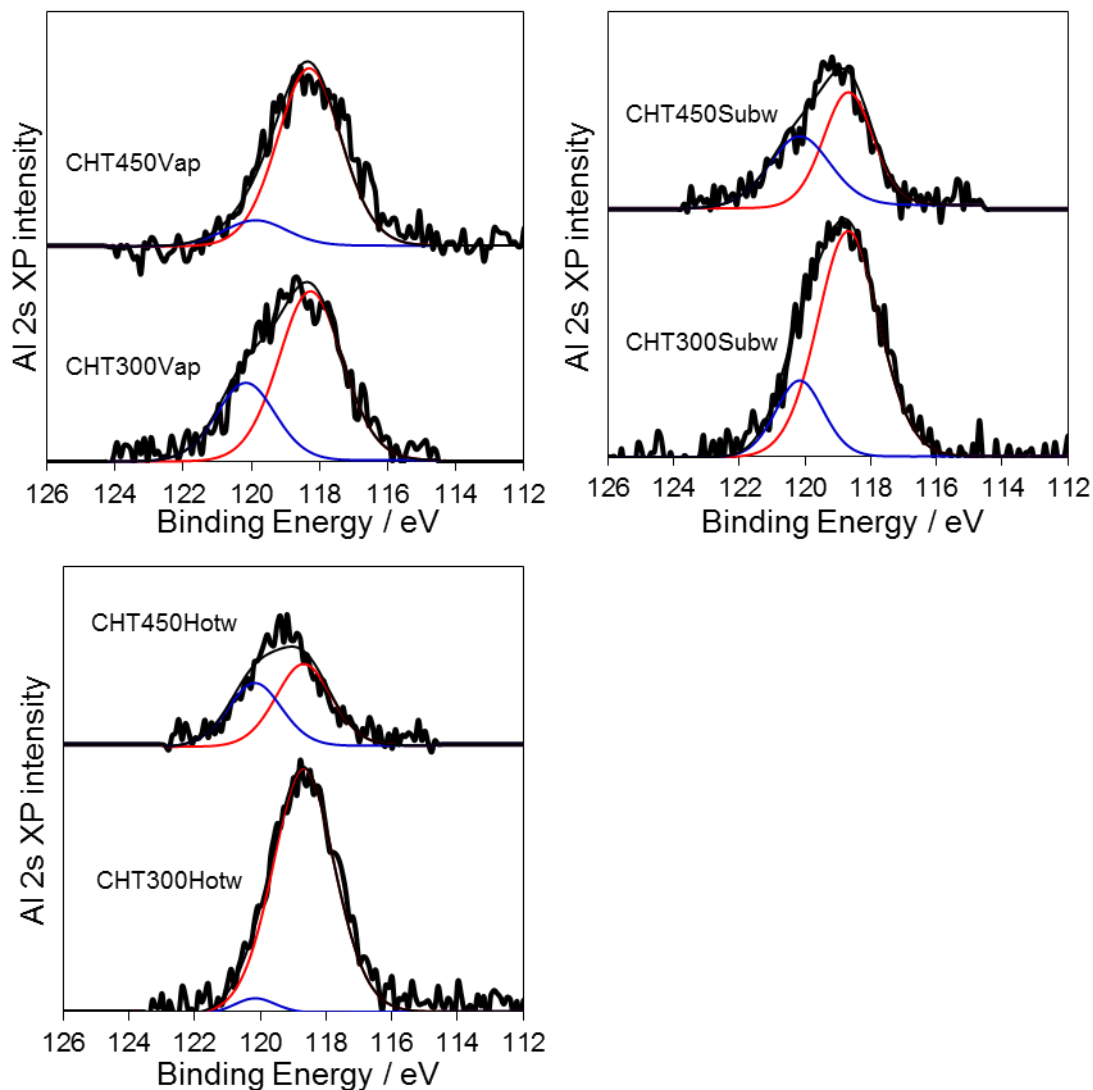 Al 2s XP intensity
CHT450Vap
CHT300Vap
126 124 122 120 118 116 114 112
Binding Energy / eV
Al 2s XP intensity
CHT450Subw
CHT300Subw
126 124 122 120 118 116 114 112
Binding Energy / eV
Al 2s XP intensity
CHT450Hotw
CHT300Hotw
126 124 122 120 118 116 114 112
Binding Energy / eV